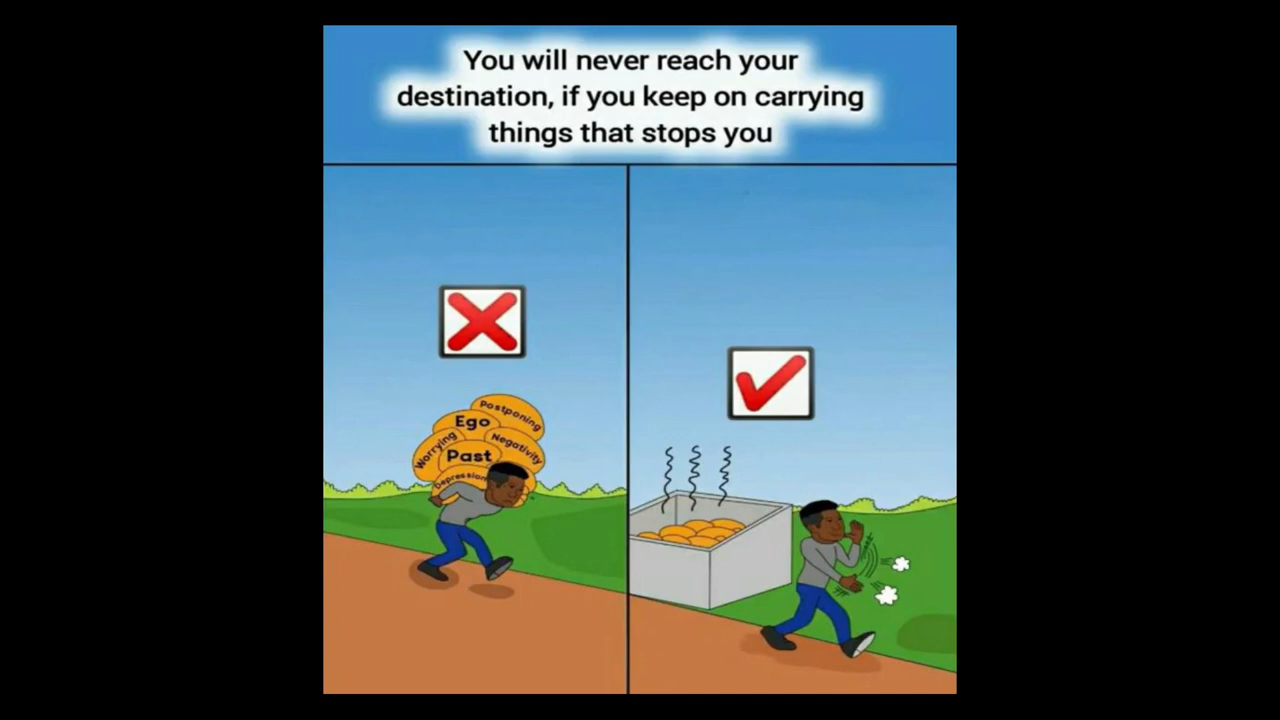 You will never reach your
destination, if you keep on carrying
things that stops you
Postponing
Ego
Worrying
Negativity
Past
Depression